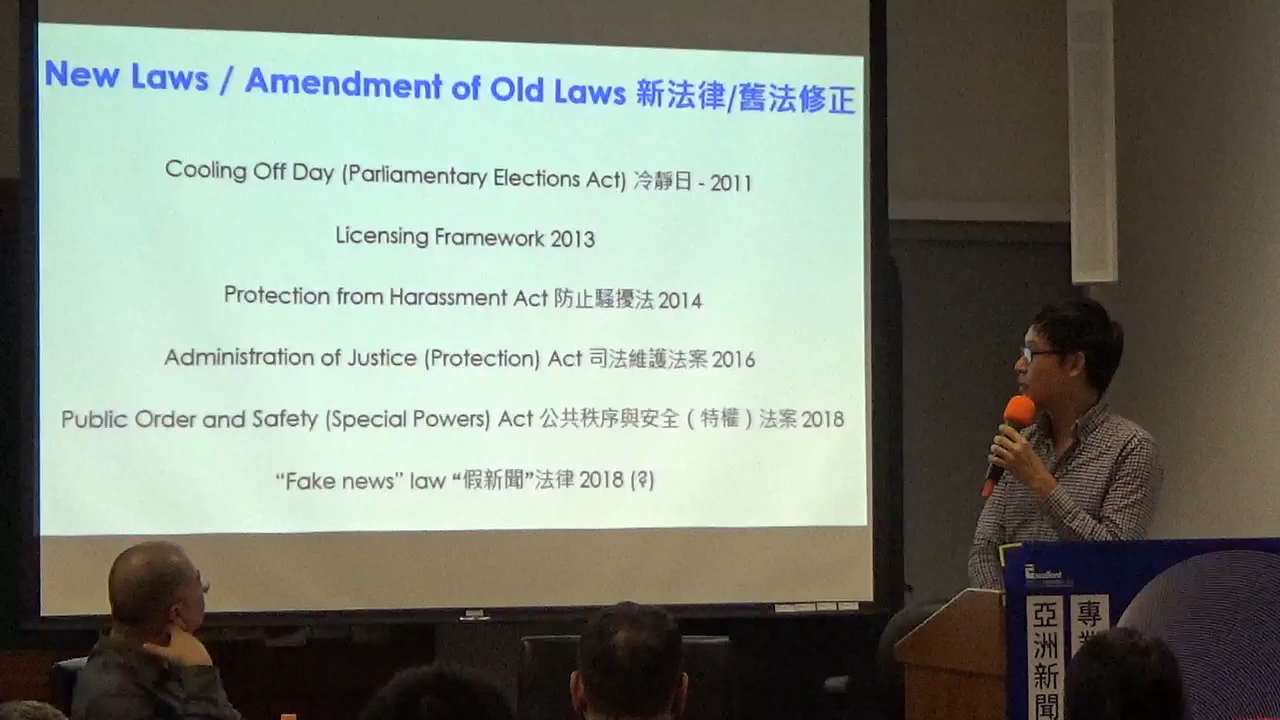 New Laws / Amendment of Old Laws 新法律/舊法修正
Cooling Off Day (Parliamentary Elections Act) 冷靜日 - 2011
Licensing Framework 2013
Protection from Harassment Act 防止騷擾法 2014
Administration of Justice (Protection) Act 司法維護法案 2016
Public Order and Safety (Special Powers) Act 公共秩序與安全（特權）法案 2018
“Fake news” law “假新聞”法律 2018 (?)
亞洲新聞
專業